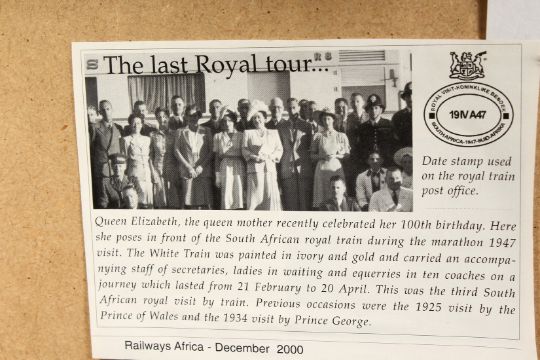 The last Royal tour...
S
R S
ROYAL VISIT-KONINKLIKE BESOEK
19IVA47
SOUTH AFRICA-1947-SUID-AFRIKA
Date stamp used
on the royal train
post office.
Queen Elizabeth, the queen mother recently celebrated her 100th birthday. Here
she poses in front of the South African royal train during the marathon 1947
visit. The White Train was painted in ivory and gold and carried an accompa-
nying staff of secretaries, ladies in waiting and equerries in ten coaches on a
journey which lasted from 21 February to 20 April. This was the third South
African royal visit by train. Previous occasions were the 1925 visit by the
Prince of Wales and the 1934 visit by Prince George.
Railways Africa - December 2000